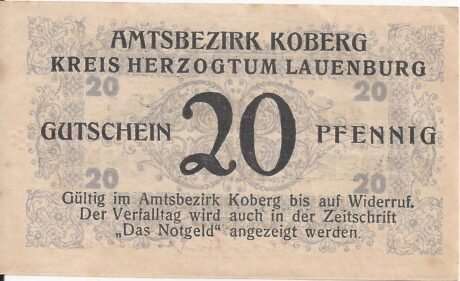 AMTSBEZIRK KOBERG
KREIS HERZOGTUM LAUENBURG
20 20
GUTSCHEIN 20 PFENNIG
20 20
Gültig im Amtsbezirk Koberg bis auf Widerruf.
Der Verfalltag wird auch in der Zeitschrift
„Das Notgeld" angezeigt werden.